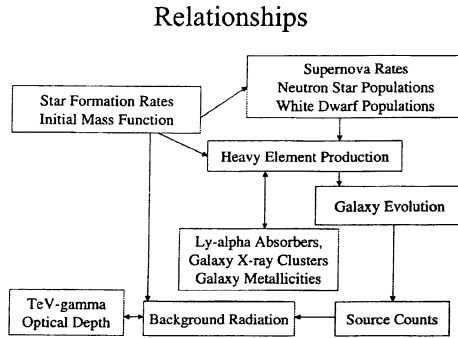 Relationships
Supernova Rates
Neutron Star Populations
White Dwarf Populations
Star Formation Rates
Initial Mass Function
Heavy Element Production
Galaxy Evolution
Ly-alpha Absorbers,
Galaxy X-ray Clusters
Galaxy Metallicities
TeV-gamma
Optical Depth
Background Radiation
Source Counts